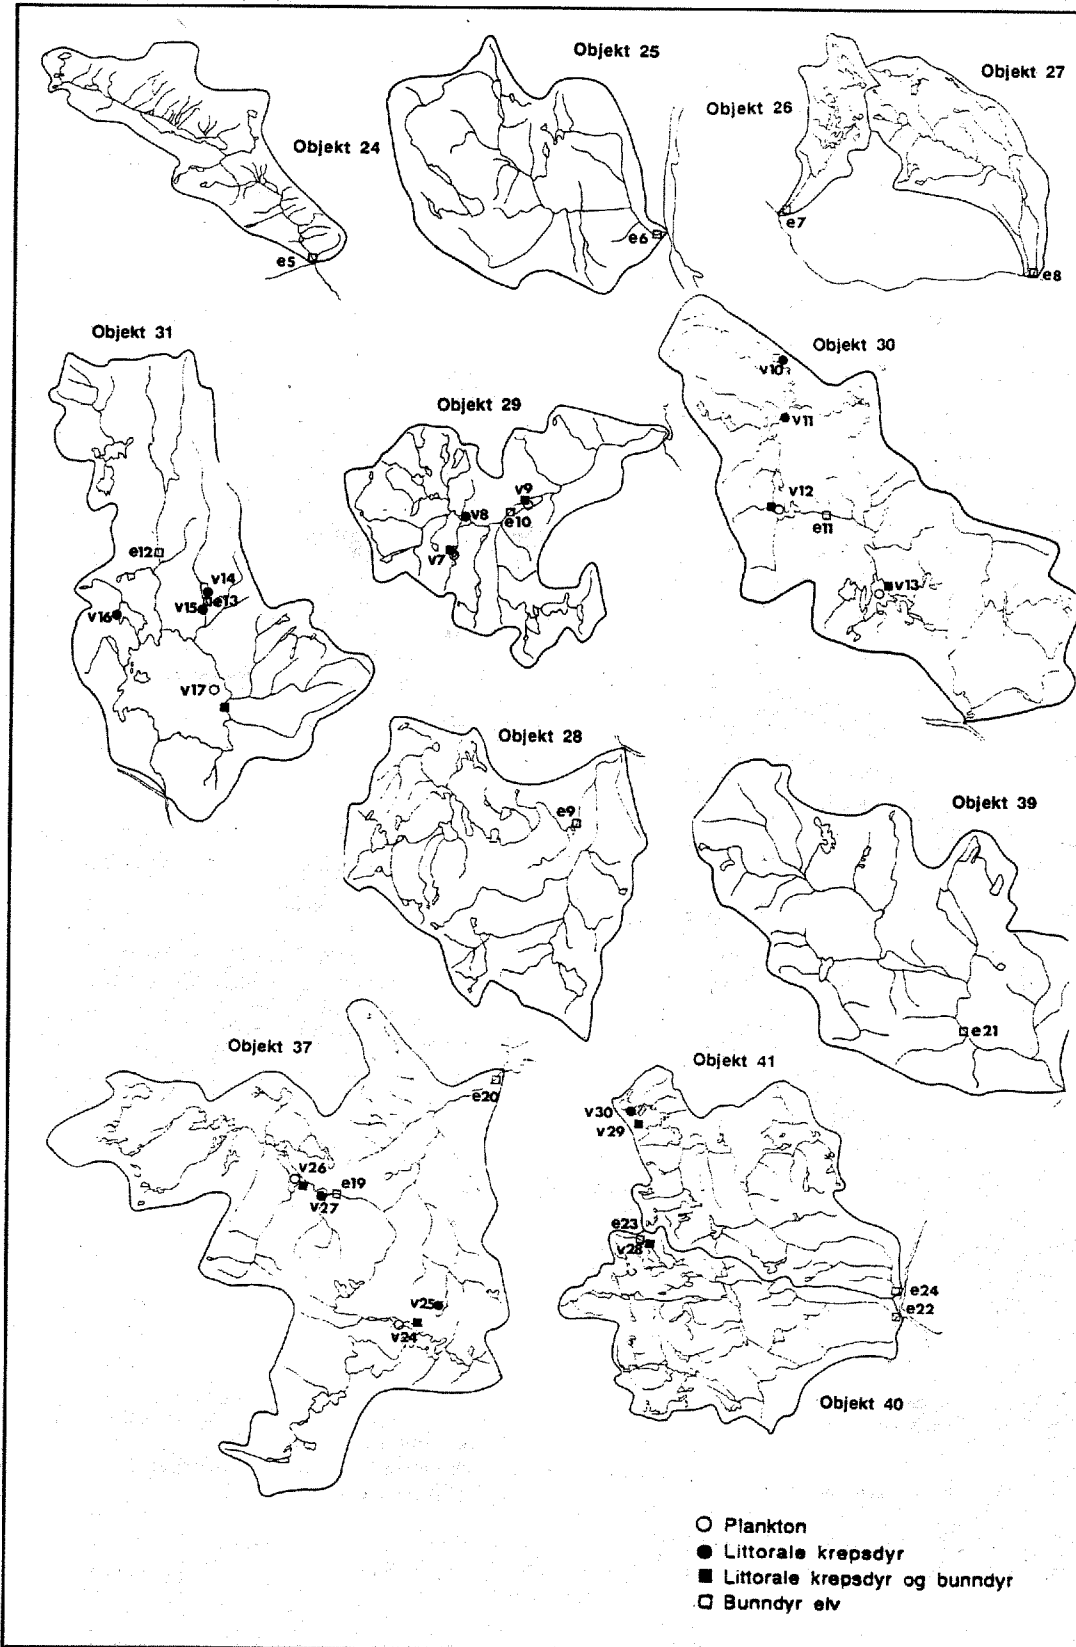 Objekt 25
Objekt 27
Objekt 26
Objekt 24
e7
e6
e5
e8
Objekt 31
Objekt 30
v10
Objekt 29
v11
v9
v12
v8
e10
e11
e12
v7
v14
v13
v15
e13
v16
v17
Objekt 28
Objekt 39
e9
e21
Objekt 37
Objekt 41
e20
v30
v29
v26
e19
v27
e23
v28
e24
v25
e22
v24
Objekt 40
Plankton
Littorale krepsdyr
Littorale krepsdyr og bunndyr
Bunndyr elv